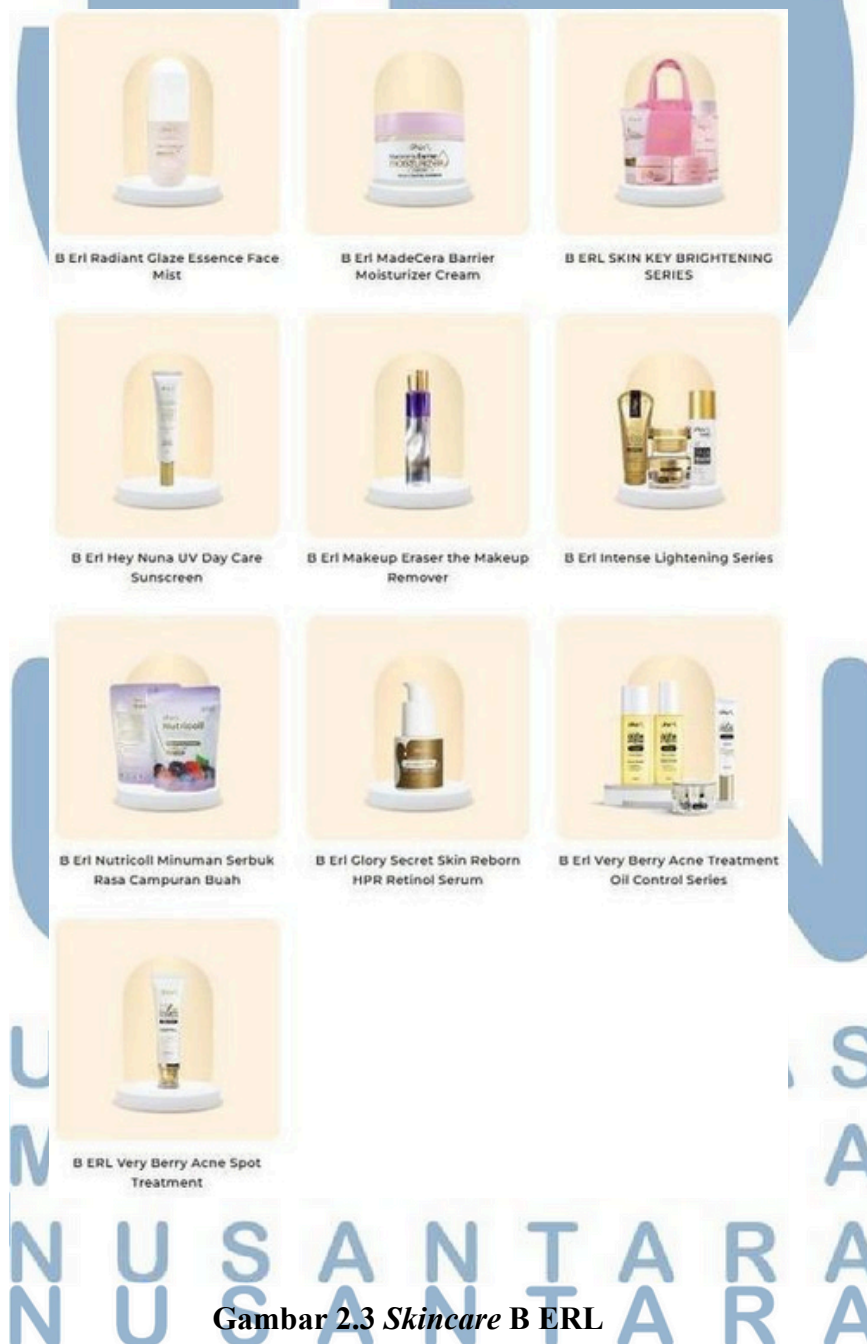 B Erl Radiant Glaze Essence Face
Mist
B Erl MadeCera Barrier
Moisturizer Cream
B ERL SKIN KEY BRIGHTENING
SERIES
B Erl Hey Nuna UV Day Care
Sunscreen
B Erl Makeup Eraser the Makeup
Remover
B Erl Intense Lightening Series
Nutricoll
B Erl Nutricoll Minuman Serbuk
Rasa Campuran Buah
B Erl Glory Secret Skin Reborn
HPR Retinol Serum
B Erl Very Berry Acne Treatment
Oil Control Series
B ERL Very Berry Acne Spot
Treatment
U S
M A
N U S A N T A R A
N U S A N T A R A
Gambar 2.3 Skincare B ERL